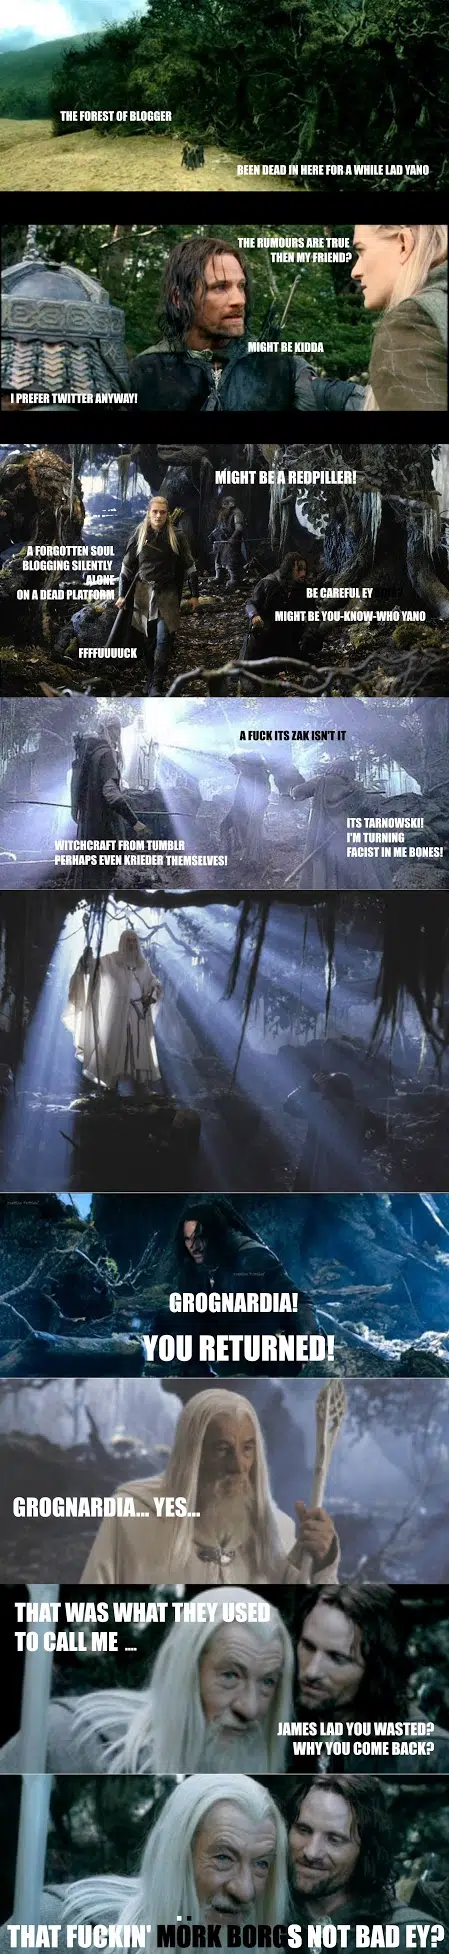 THE FOREST OF BLOGGER
BEEN DEAD IN HERE FOR A WHILE LAD YANO
THE RUMOURS ARE TRUE
THEN MY FRIEND?
MIGHT BE KIDDA
I PREFER TWITTER ANYWAY!
MIGHT BE A REDPILLER!
A FORGOTTEN SOUL
BLOGGING SILENTLY
ALONE
ON A DEAD PLATFORM
BE CAREFUL EY
MIGHT BE YOU-KNOW-WHO YANO
FFFFUUUUCK
A FUCK ITS ZAK ISN'T IT
ITS TARNOWSKI!
I'M TURNING
FACIST IN ME BONES!
WITCHCRAFT FROM TUMBLR
PERHAPS EVEN KRIEDER THEMSELVES!
GROGNARDIA!
YOU RETURNED!
GROGNARDIA... YES...
THAT WAS WHAT THEY USED
TO CALL ME ....
JAMES LAD YOU WASTED?
WHY YOU COME BACK?
THAT FUCKIN' MÖRK BORGS NOT BAD EY?